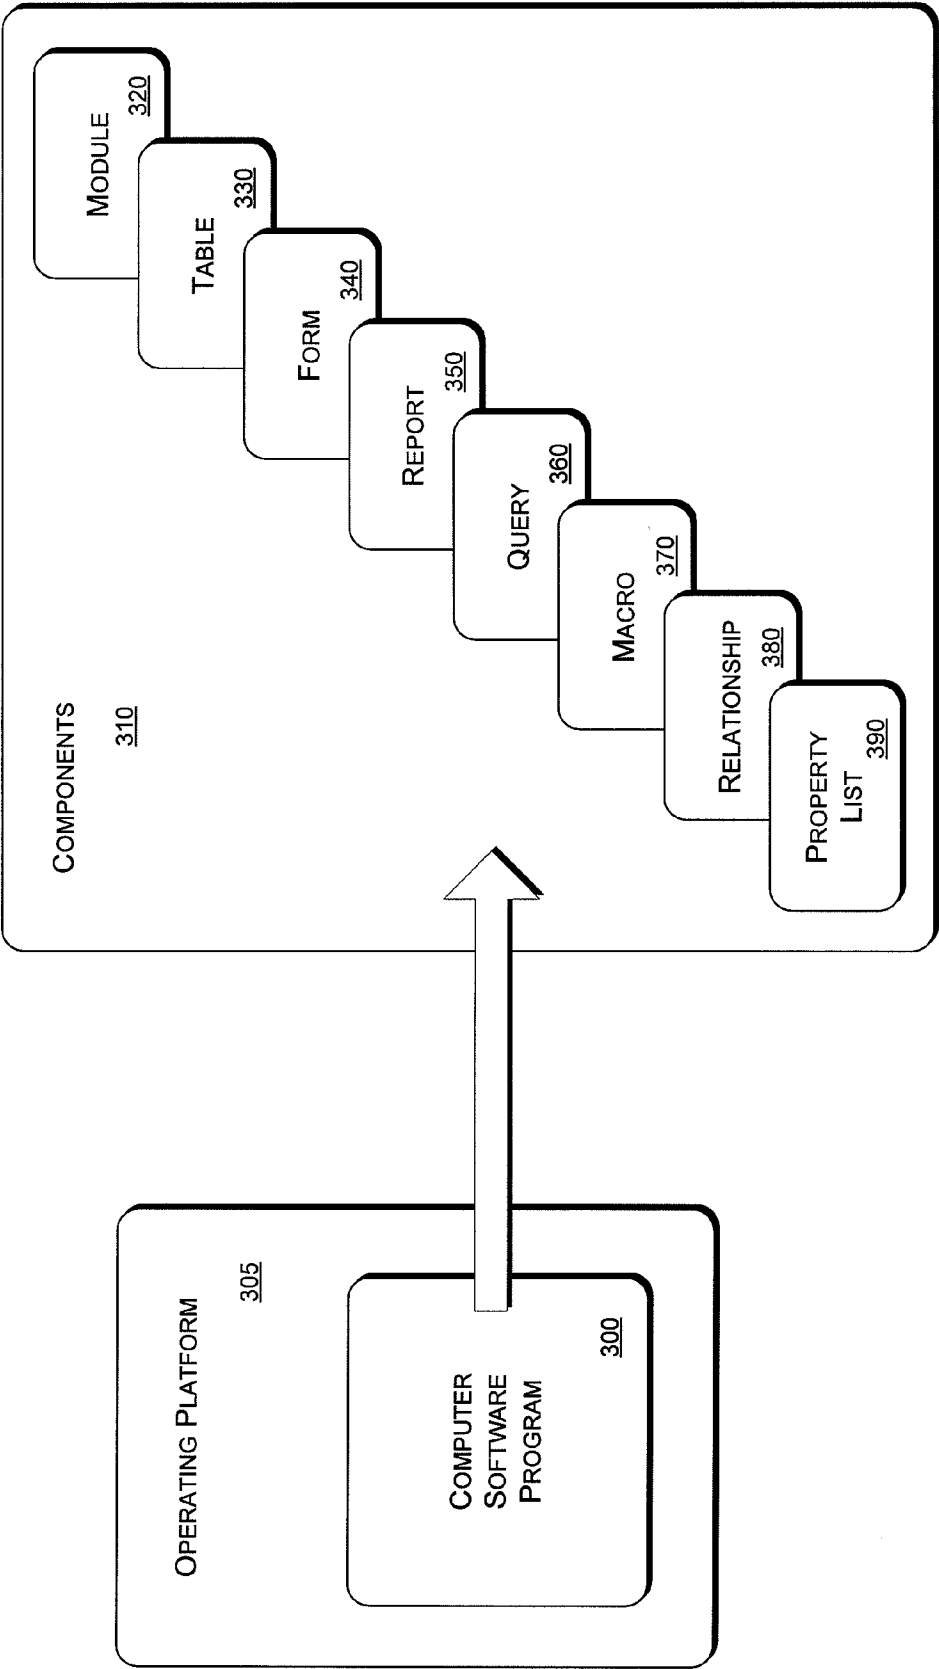 OPERATING PLATFORM
305
COMPUTER
SOFTWARE
PROGRAM
300
COMPONENTS
310
MODULE
320
TABLE
330
FORM
340
REPORT
350
QUERY
360
MACRO
370
RELATIONSHIP
380
PROPERTY
LIST
390